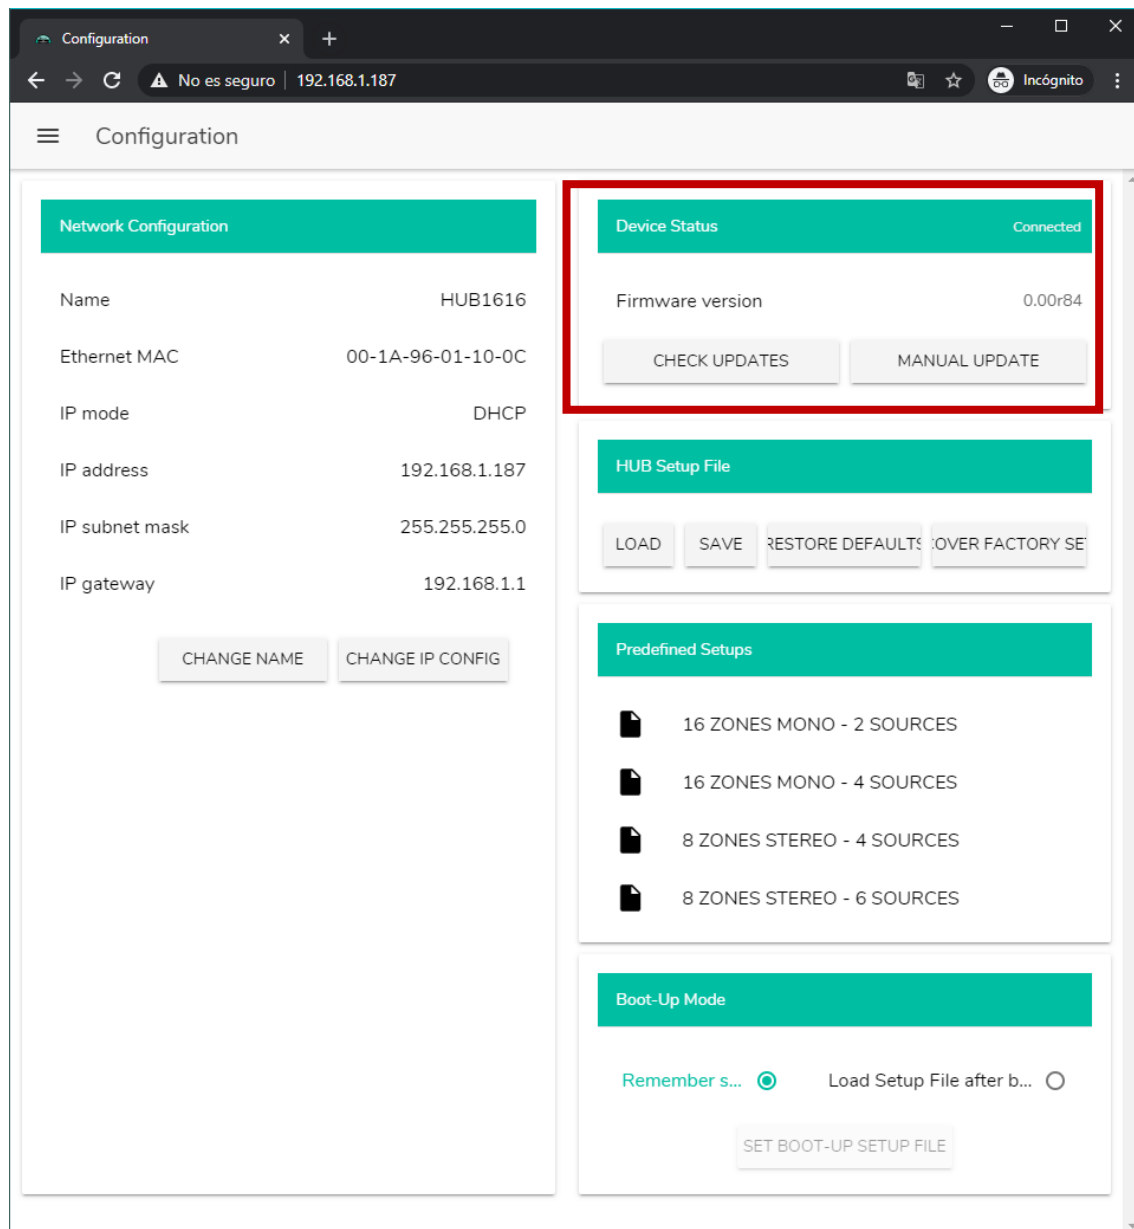 Configuration
No es seguro 192.168.1.187 Incógnito
Configuration
Network Configuration
Name HUB1616
Ethernet MAC 00-1A-96-01-10-0C
IP mode DHCP
IP address 192.168.1.187
IP subnet mask 255.255.255.0
IP gateway 192.168.1.1
CHANGE NAME CHANGE IP CONFIG
Device Status Connected
Firmware version 0.00r84
CHECK UPDATES MANUAL UPDATE
HUB Setup File
LOAD SAVE RESTORE DEFAULTS OVER FACTORY SE
Predefined Setups
16 ZONES MONO - 2 SOURCES
16 ZONES MONO - 4 SOURCES
8 ZONES STEREO - 4 SOURCES
8 ZONES STEREO - 6 SOURCES
Boot-Up Mode
Remember s... Load Setup File after b...
SET BOOT-UP SETUP FILE